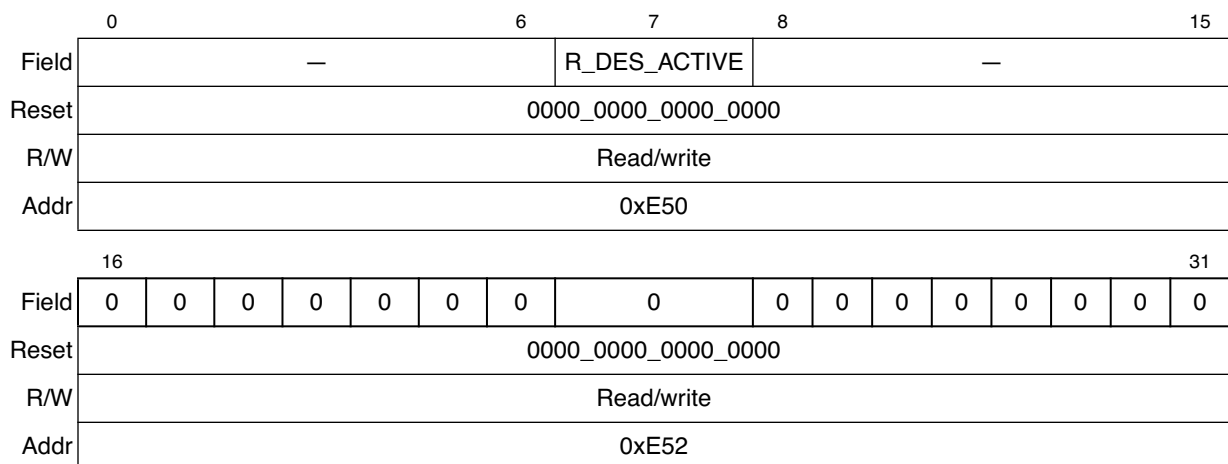 0 6 7 8 15
Field — R_DES_ACTIVE —
Reset 0000_0000_0000_0000
R/W Read/write
Addr 0xE50
16 31
Field 0 0 0 0 0 0 0 0 0 0 0 0 0 0 0 0
Reset 0000_0000_0000_0000
R/W Read/write
Addr 0xE52